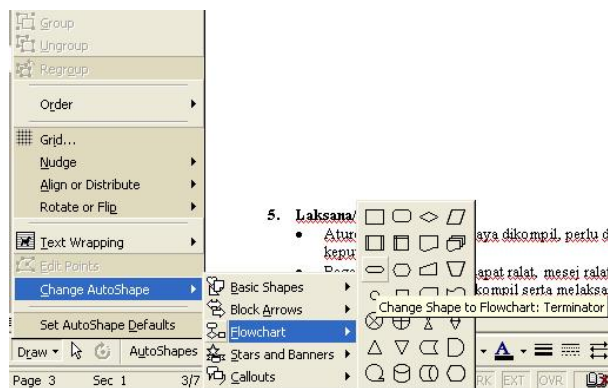 Group
Ungroup
Regroup
Order
Grid...
Nudge
Align or Distribute
Rotate or Flip
Text Wrapping
Edit Points
Change AutoShape
Set AutoShape Defaults
Draw
AutoShapes
Page 3 Sec 1 3/7
Basic Shapes
Block Arrows
Flowchart
Stars and Banners
Callouts
Change Shape to Flowchart: Terminator
5. Laksana/
aya dikompil, perlu d
kepu
apat ralat, mesej ralat
kompil serta melaksa
A
EXT OVR